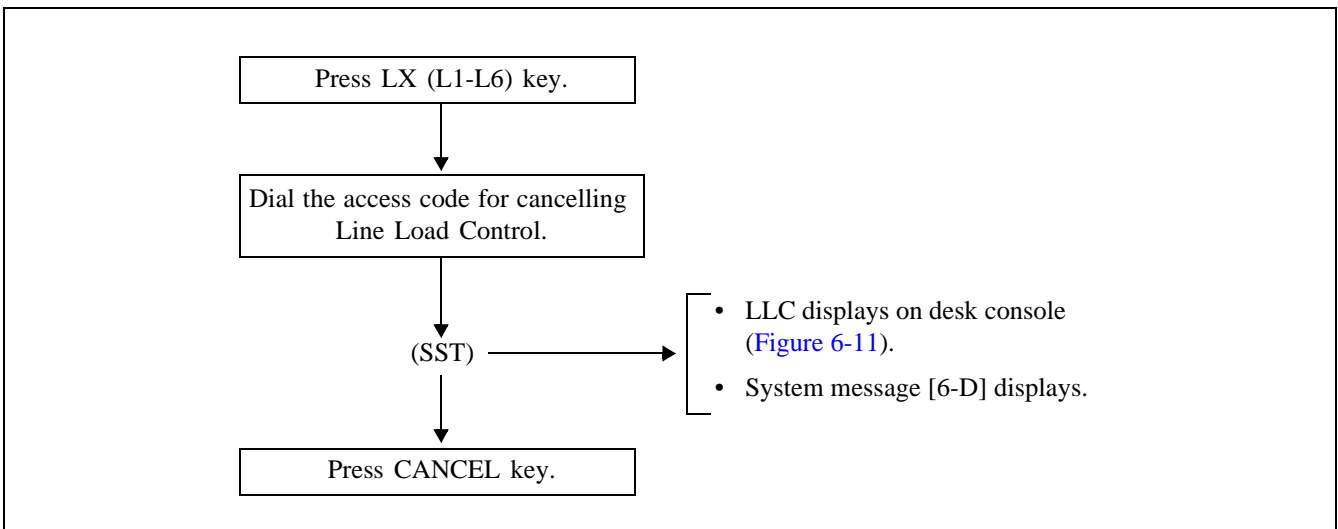 Press LX (L1-L6) key.
Dial the access code for cancelling
Line Load Control.
(SST)
• LLC displays on desk console
(Figure 6-11).
• System message [6-D] displays.
Press CANCEL key.